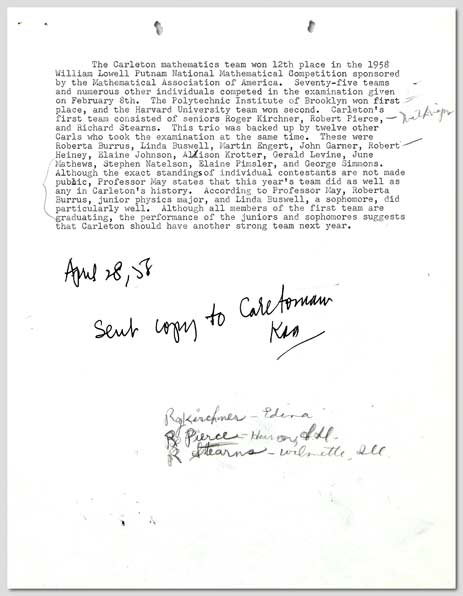 The Carleton mathematics team won 12th place in the 1958
William Lowell Putnam National Mathematical Competition sponsored
by the Mathematical Association of America. Seventy-five teams
and numerous other individuals competed in the examination given
on February 8th. The Polytechnic Institute of Brooklyn won first
place, and the Harvard University team won second. Carleton's
first team consisted of seniors Roger Kirchner, Robert Pierce,
and Richard Stearns. This trio was backed up by twelve other
Carls who took the examination at the same time. These were
Roberta Burrus, Linda Buswell, Martin Engert, John Garner, Robert
Heiney, Elaine Johnson, Allison Krotter, Gerald Levine, June
Mathews, Stephen Natelson, Elaine Pimsler, and George Simmons.
Although the exact standings of individual contestants are not made
public, Professor May states that this year's team did as well as
any in Carleton's history. According to Professor May, Roberta
Burrus, junior physics major, and Linda Buswell, a sophomore, did
particularly well. Although all members of the first team are
graduating, the performance of the juniors and sophomores suggests
that Carleton should have another strong team next year.
April 28, 58
Sent copy to Carletonian
R Kirchner - Edina
R Pierce - Huron, S.D.
R Stearns - Wilmette, Ill.